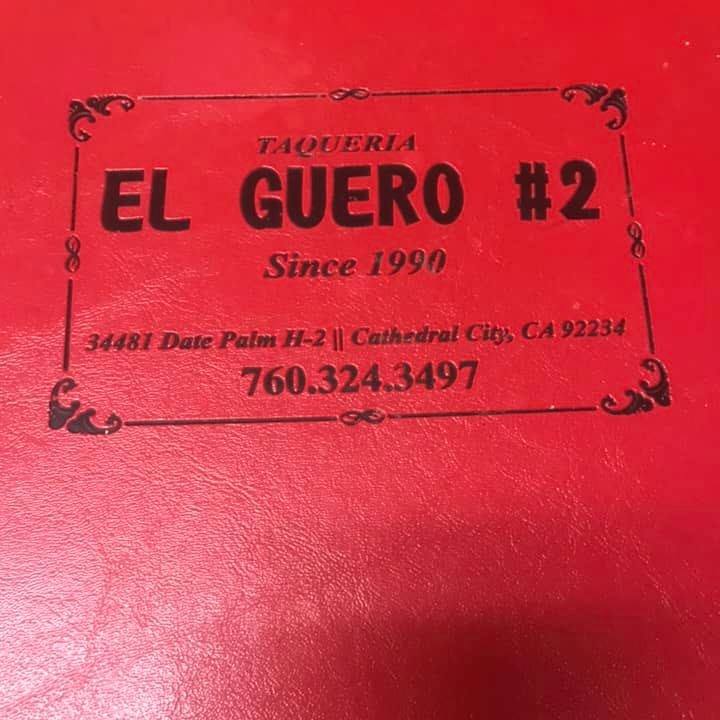 TAQUERIA
EL GUERO #2
Since 1990
34481 Date Palm H-2 || Cathedral City, CA 92234
760.324.3497